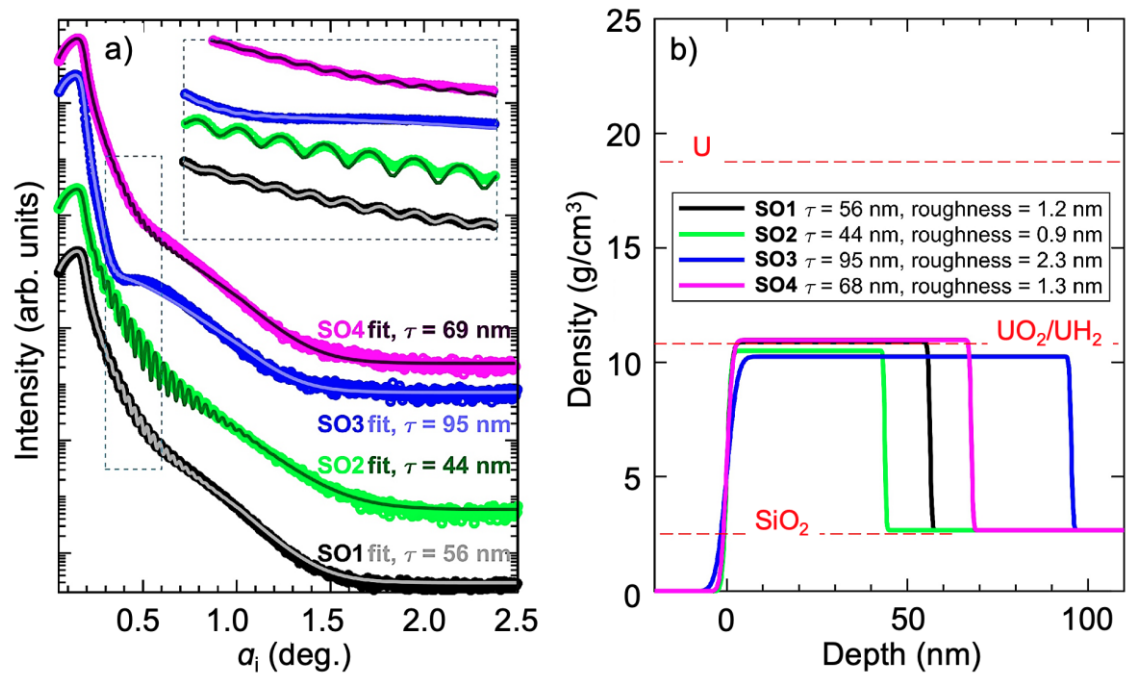 a)
Intensity (arb. units)
SO4 fit, τ = 69 nm
SO3 fit, τ = 95 nm
SO2 fit, τ = 44 nm
SO1 fit, τ = 56 nm
0.5 1.0 1.5 2.0 2.5
αi (deg.)
b)
Density (g/cm³)
25
20
15
10
5
0
U
SO1 τ = 56 nm, roughness = 1.2 nm
SO2 τ = 44 nm, roughness = 0.9 nm
SO3 τ = 95 nm, roughness = 2.3 nm
SO4 τ = 68 nm, roughness = 1.3 nm
UO₂/UH₂
SiO₂
0 50 100
Depth (nm)